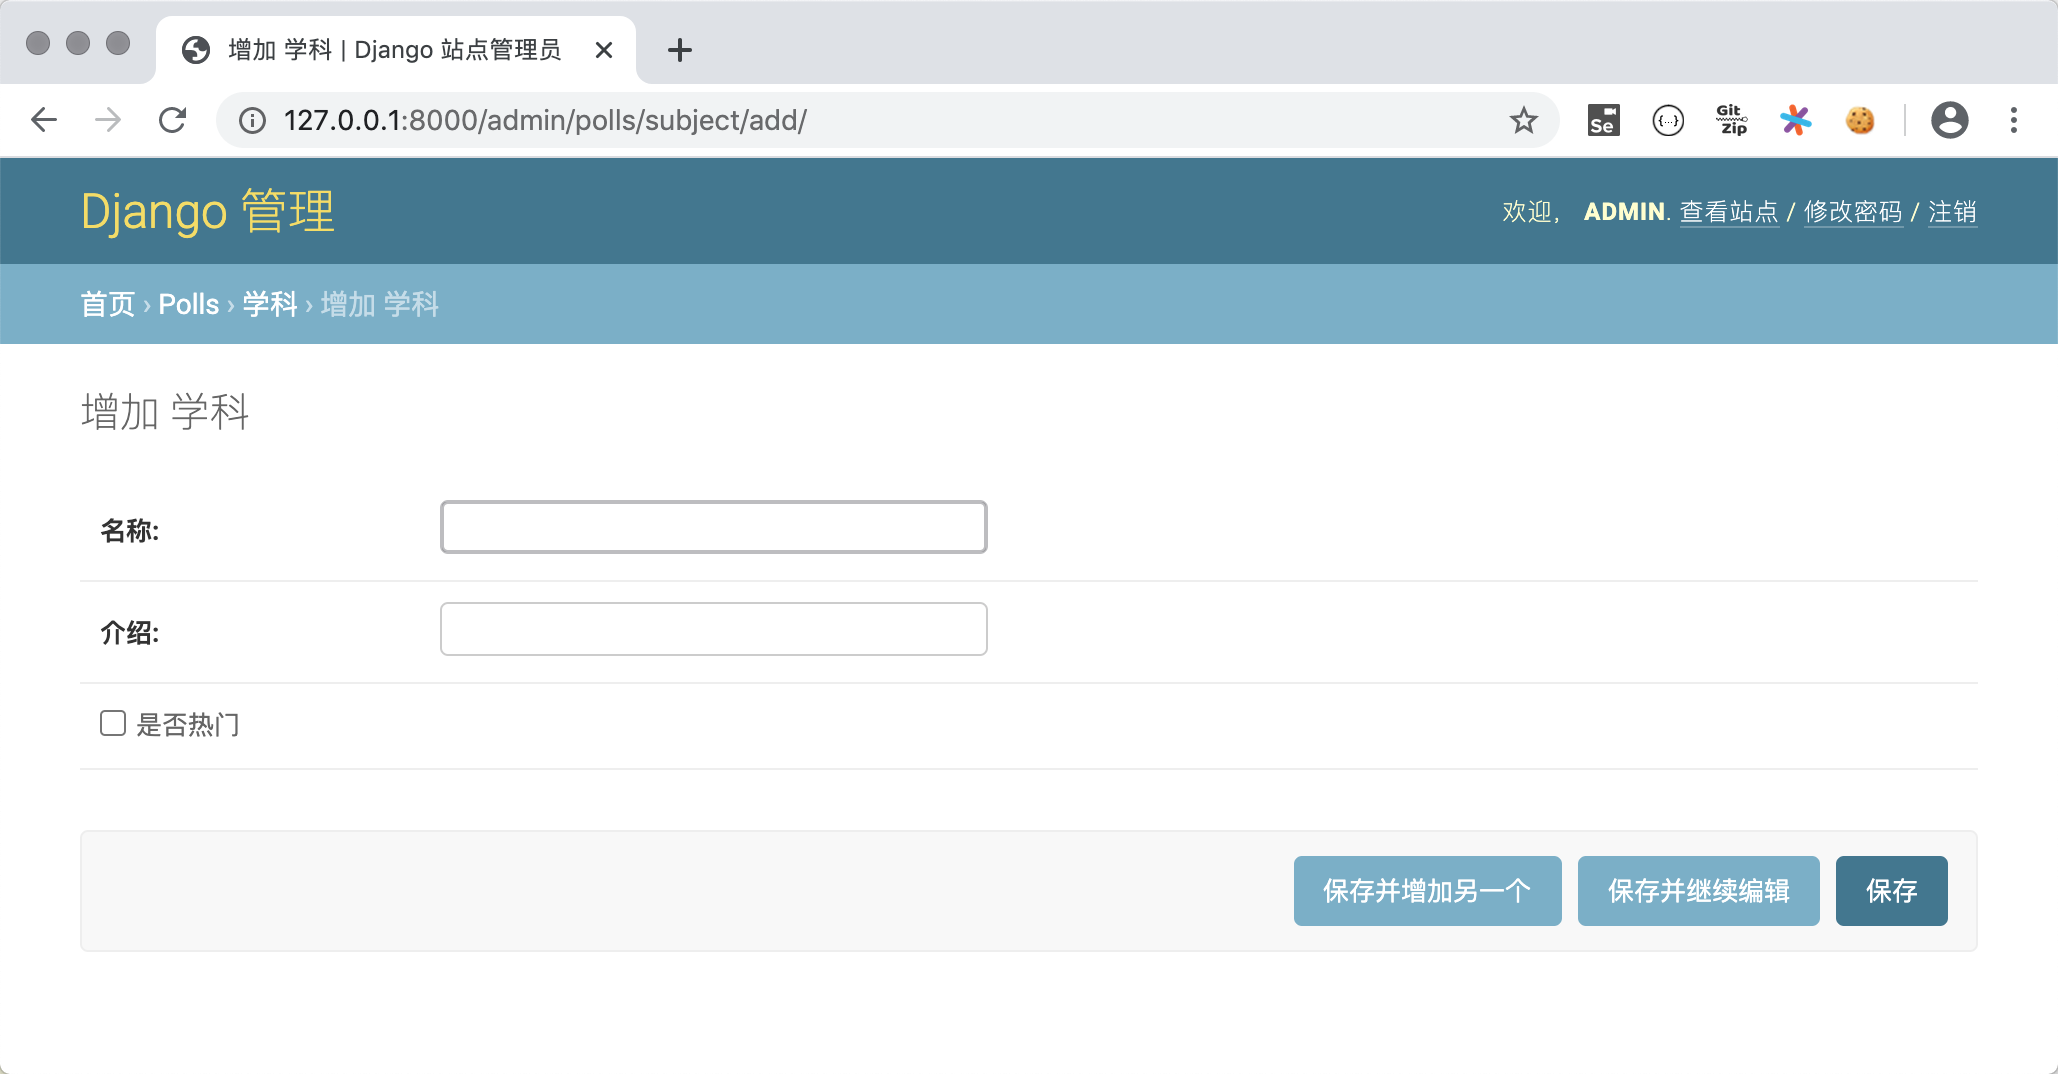 增加 学科 | Django 站点管理员
127.0.0.1:8000/admin/polls/subject/add/
Se
{...}
Git
Zip
Django 管理
欢迎， ADMIN. 查看站点 / 修改密码 / 注销
首页 › Polls › 学科 › 增加 学科
增加 学科
名称:
介绍:
是否热门
保存并增加另一个 保存并继续编辑 保存